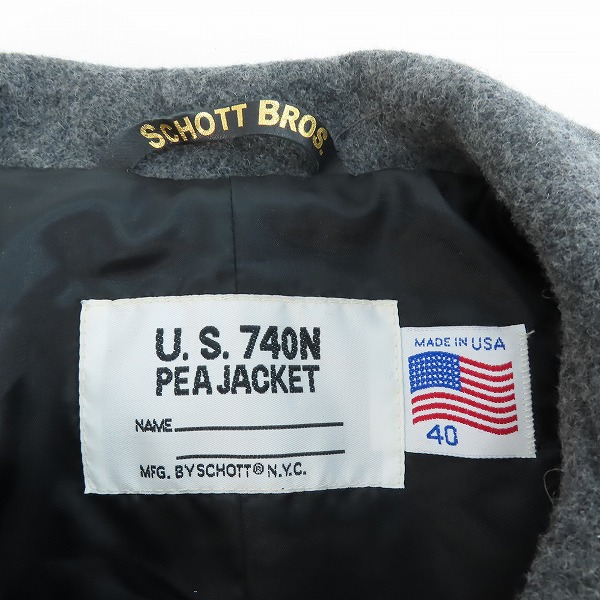 SCHOTT BROS.
U. S. 740N
PEA JACKET
NAME
MFG. BY SCHOTT® N.Y.C.
MADE IN USA
40